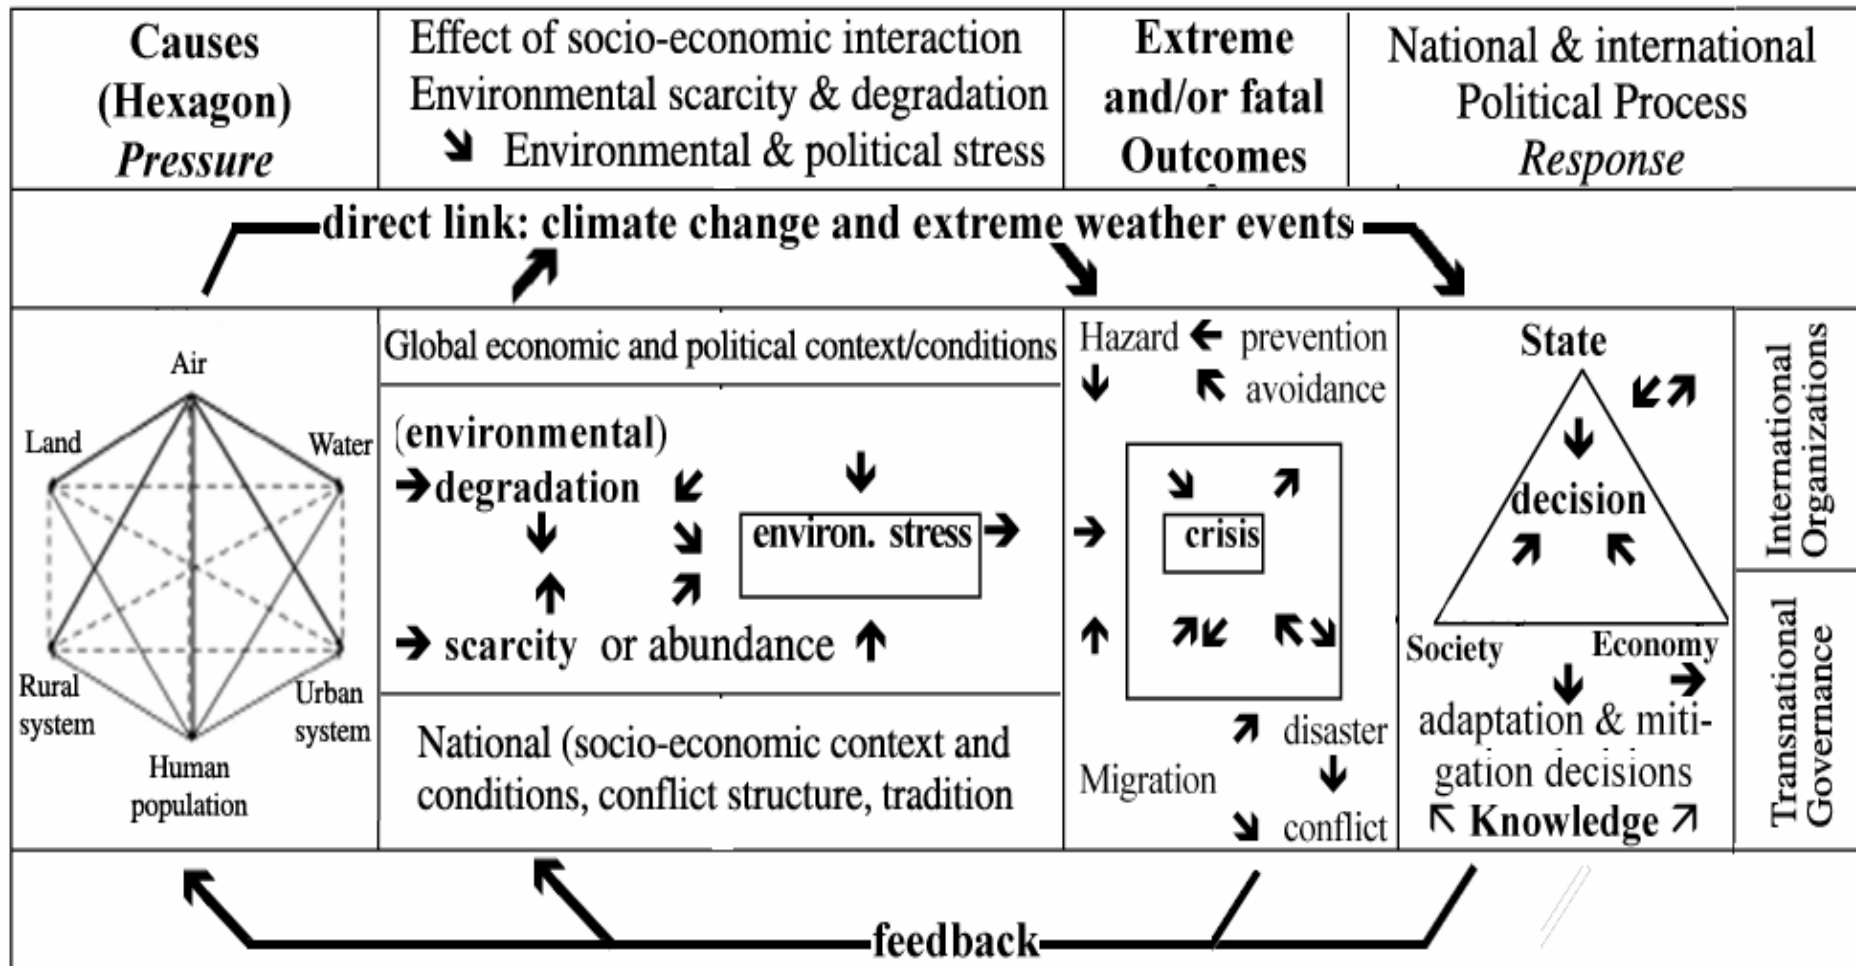 Causes
(Hexagon)
Pressure
Effect of socio-economic interaction
Environmental scarcity & degradation
Environmental & political stress
Extreme
and/or fatal
Outcomes
National & international
Political Process
Response
direct link: climate change and extreme weather events
Air
Land
Water
Rural
system
Urban
system
Human
population
Global economic and political context/conditions
(environmental)
degradation
environ. stress
scarcity or abundance
National (socio-economic context and
conditions, conflict structure, tradition
Hazard
prevention
avoidance
crisis
disaster
Migration
conflict
State
decision
Society
Economy
adaptation & miti-
gation decisions
Knowledge
International
Organizations
Transnational
Governance
feedback